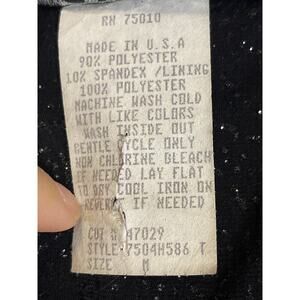 RN 75010
MADE IN U.S.A
90% POLYESTER
10% SPANDEX /LINING
100% POLYESTER
MACHINE WASH COLD
WITH LIKE COLORS
WASH INSIDE OUT
GENTLE CYCLE ONLY
NON CHLORINE BLEACH
IF NEEDED LAY FLAT
TO DRY COOL IRON ON
REVERSE IF NEEDED
CUT # 47029
STYLE 7504H586 T
SIZE M